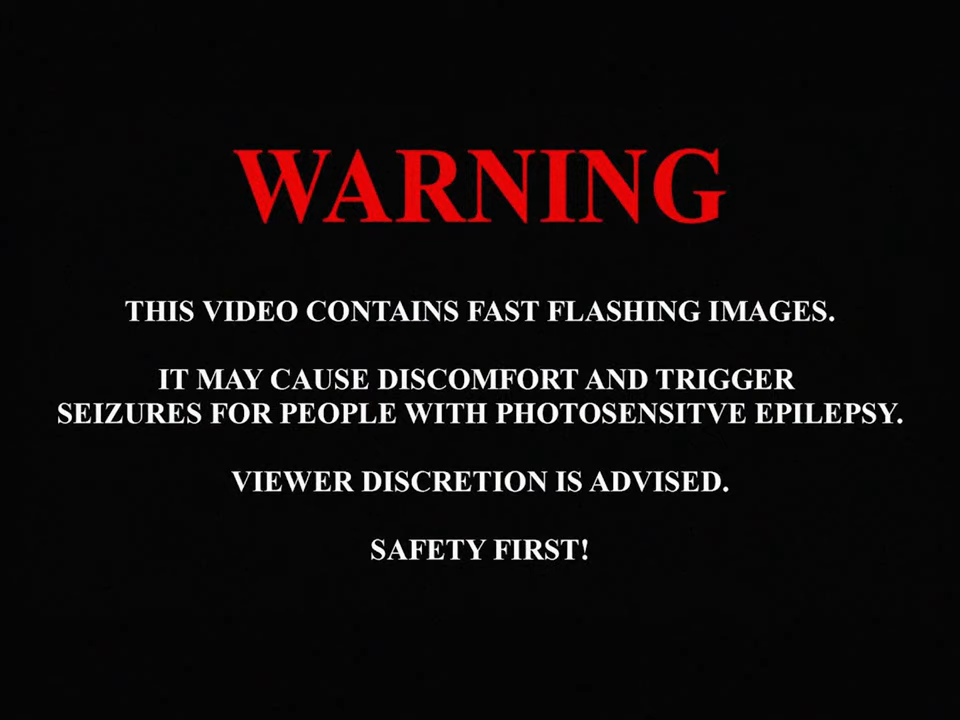 WARNING
THIS VIDEO CONTAINS FAST FLASHING IMAGES.
IT MAY CAUSE DISCOMFORT AND TRIGGER
SEIZURES FOR PEOPLE WITH PHOTOSENSITVE EPILEPSY.
VIEWER DISCRETION IS ADVISED.
SAFETY FIRST!